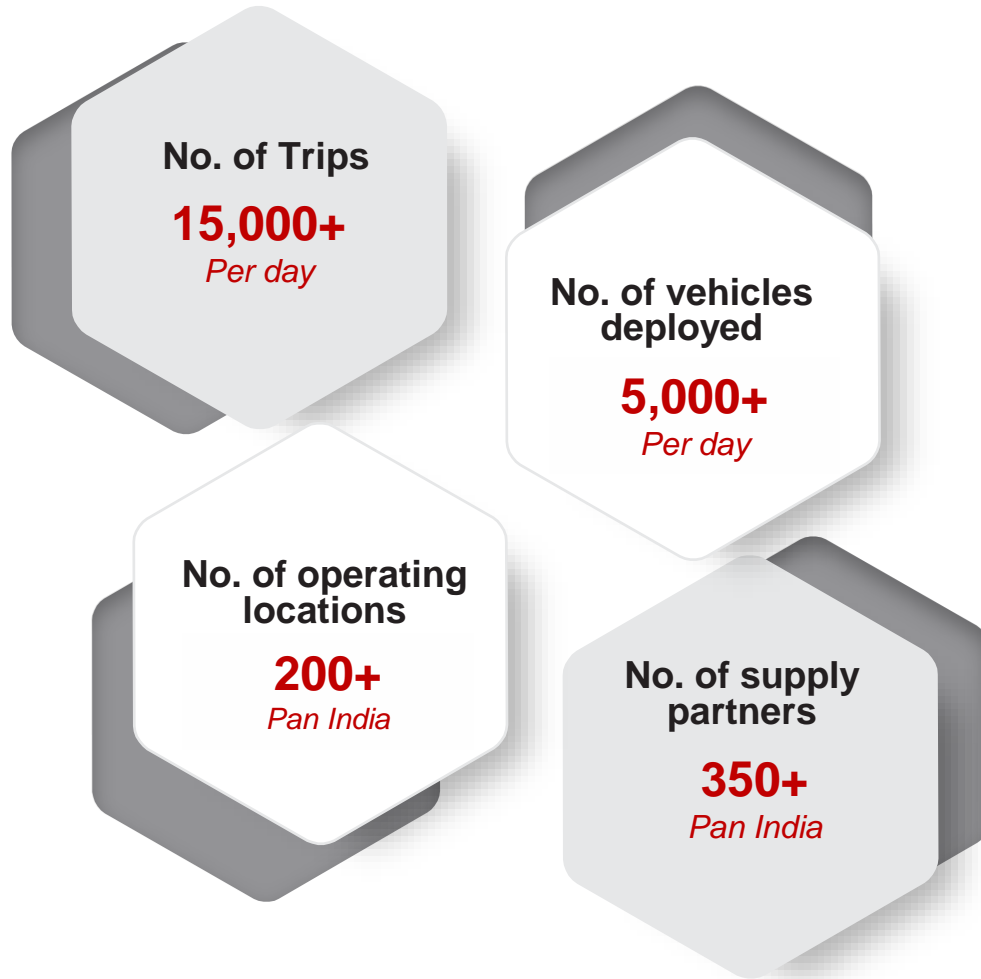 No. of Trips
15,000+
Per day
No. of vehicles
deployed
5,000+
Per day
No. of operating
locations
200+
Pan India
No. of supply
partners
350+
Pan India